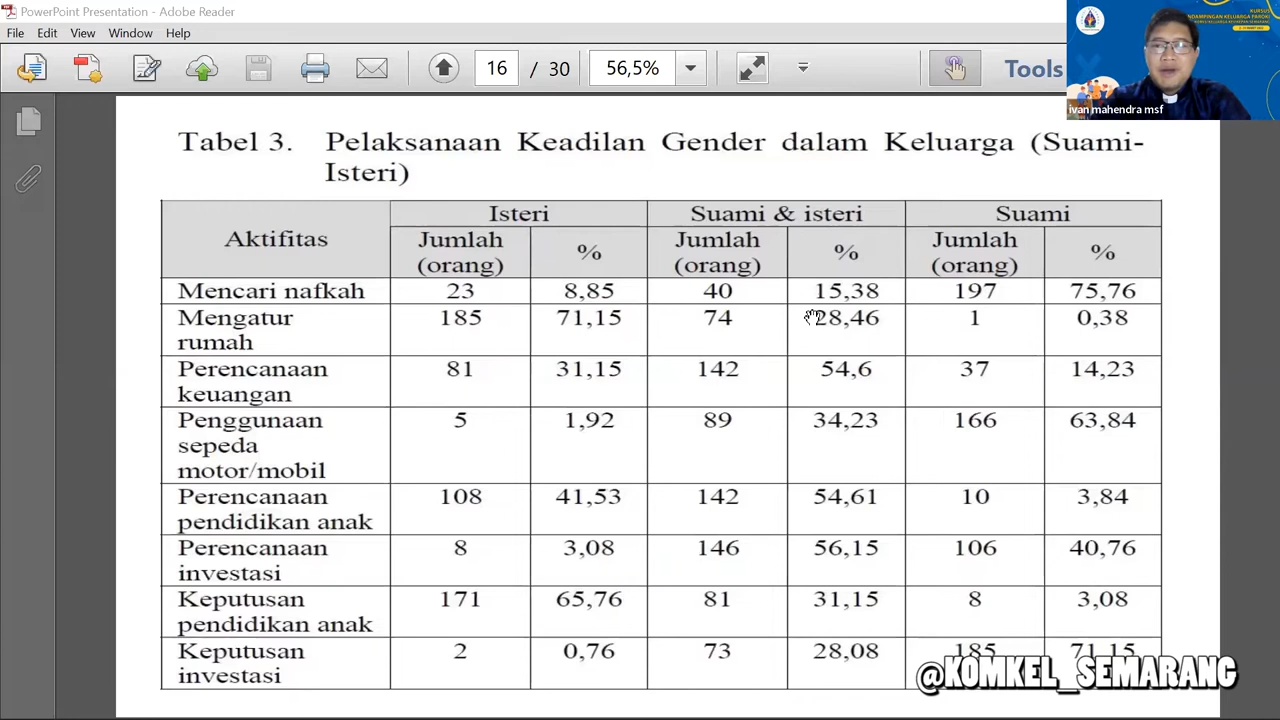 PowerPoint Presentation - Adobe Reader
File Edit View Window Help
16 / 30 56,5% Tools
KURSUS
ivan mahendra msf
Tabel 3. Pelaksanaan Keadilan Gender dalam Keluarga (Suami-
Isteri)
Aktifitas Isteri Suami & isteri Suami
Jumlah (orang) % Jumlah (orang) % Jumlah (orang) %
Mencari nafkah 23 8,85 40 15,38 197 75,76
Mengatur 185 71,15 74 28,46 1 0,38
rumah
Perencanaan 81 31,15 142 54,6 37 14,23
keuangan
Penggunaan 5 1,92 89 34,23 166 63,84
sepeda
motor/mobil
Perencanaan 108 41,53 142 54,61 10 3,84
pendidikan anak
Perencanaan 8 3,08 146 56,15 106 40,76
investasi
Keputusan 171 65,76 81 31,15 8 3,08
pendidikan anak
Keputusan 2 0,76 73 28,08 185 71,15
investasi
@KOMKEL_SEMARANG